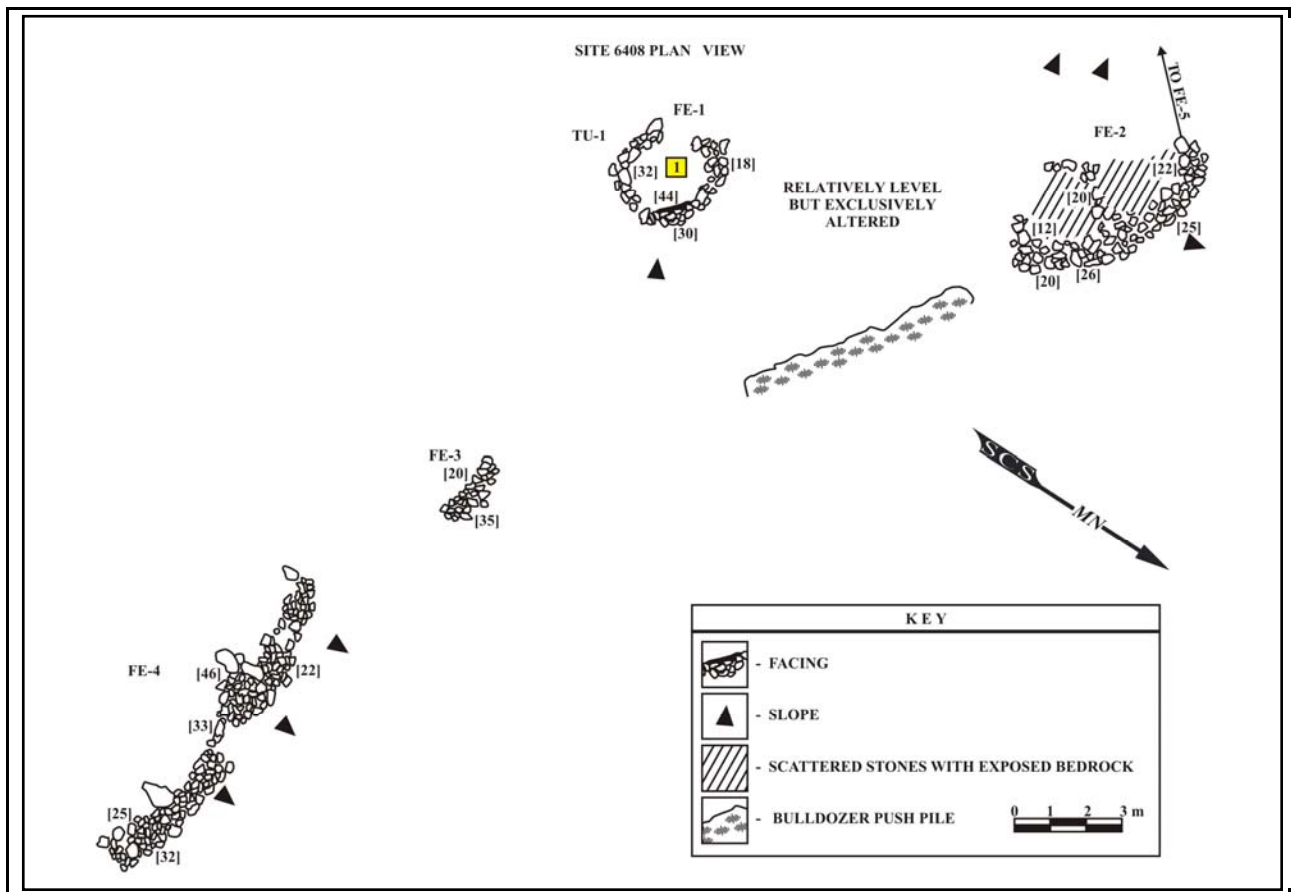 SITE 6408 PLAN VIEW
TO FE-5
FE-1
TU-1
FE-2
[32]
1
[18]
[44]
[30]
RELATIVELY LEVEL
BUT EXCLUSIVELY
ALTERED
[22]
[20]
[12]
[25]
[20]
[26]
FE-3
[20]
[35]
SCS
MN
FE-4
[46]
[22]
[33]
[25]
[32]
KEY
- FACING
- SLOPE
- SCATTERED STONES WITH EXPOSED BEDROCK
- BULLDOZER PUSH PILE
0 1 2 3 m